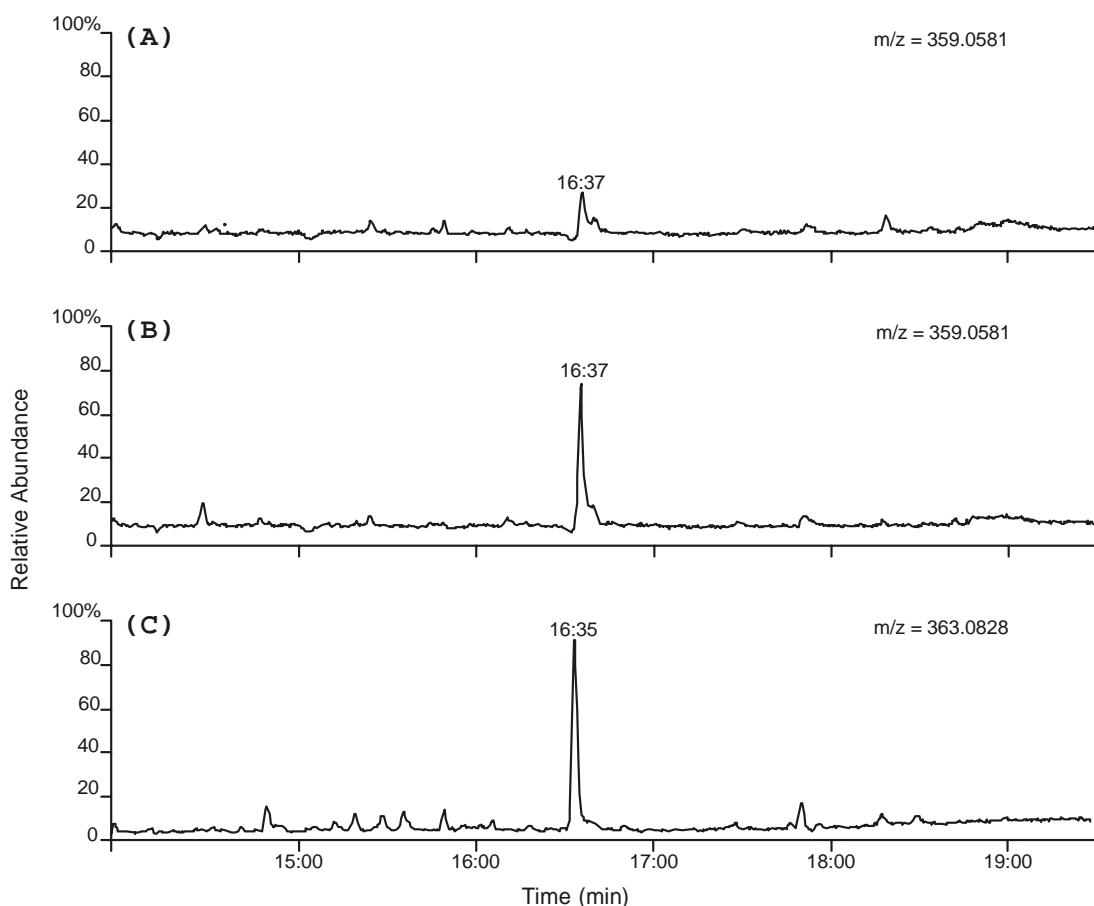 100%
(A)
m/z = 359.0581
80
60
40
16:37
20
0
100%
(B)
m/z = 359.0581
80
16:37
60
40
20
0
Relative Abundance
100%
(C)
16:35
m/z = 363.0828
80
60
40
20
0
15:00 16:00 17:00 18:00 19:00
Time (min)